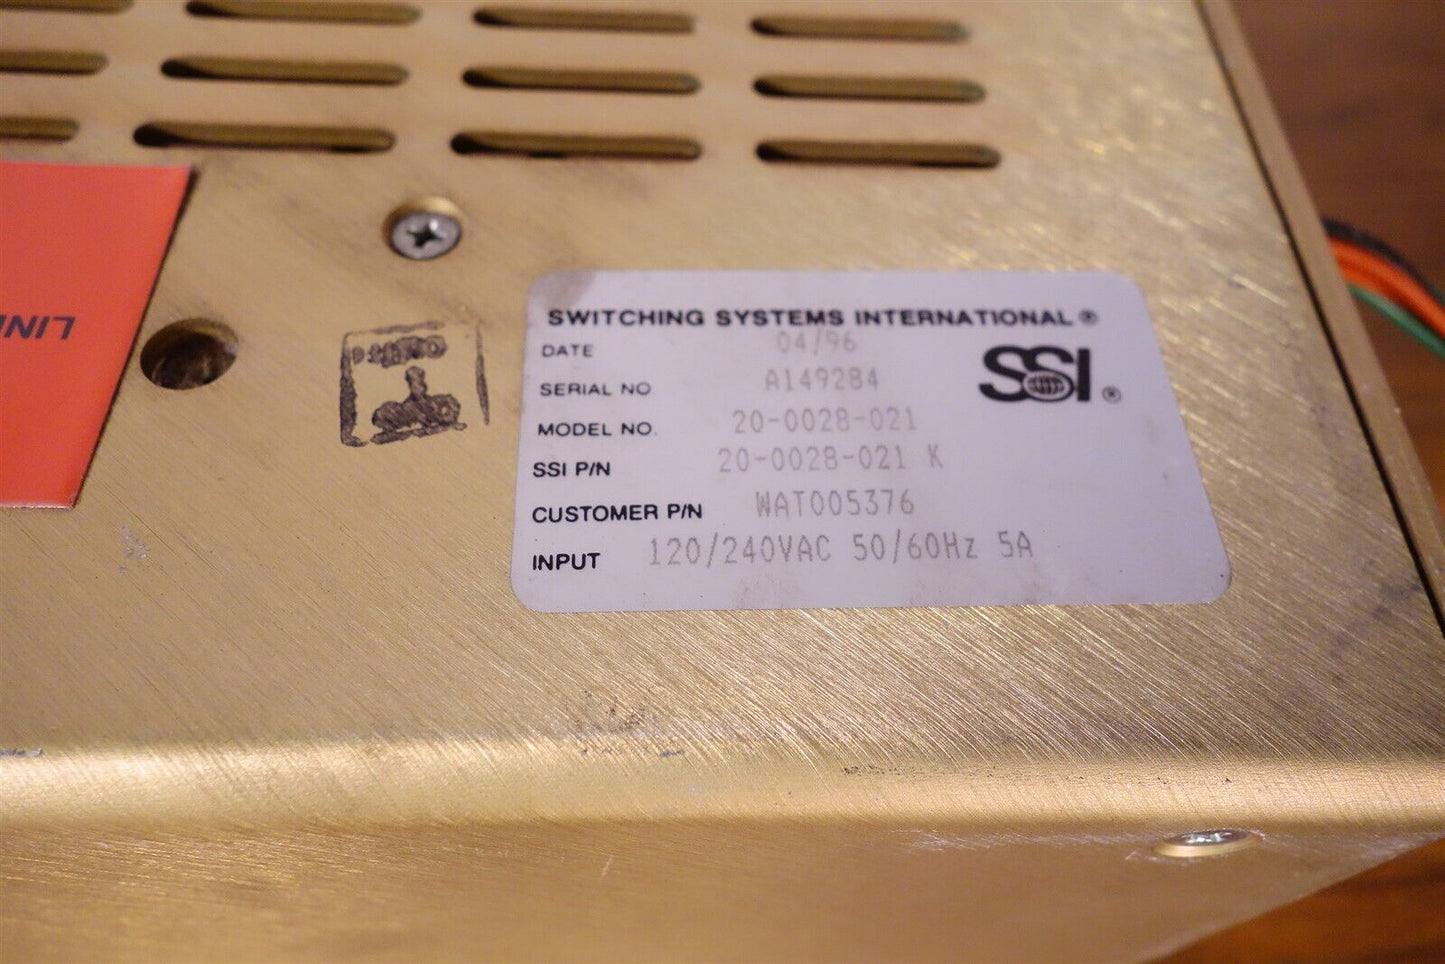 SWITCHING SYSTEMS INTERNATIONAL®
DATE 04/96
SERIAL NO A149284
MODEL NO. 20-0028-021
SSI P/N 20-0028-021 K
CUSTOMER P/N WAT005376
INPUT 120/240VAC 50/60Hz 5A
SSI®